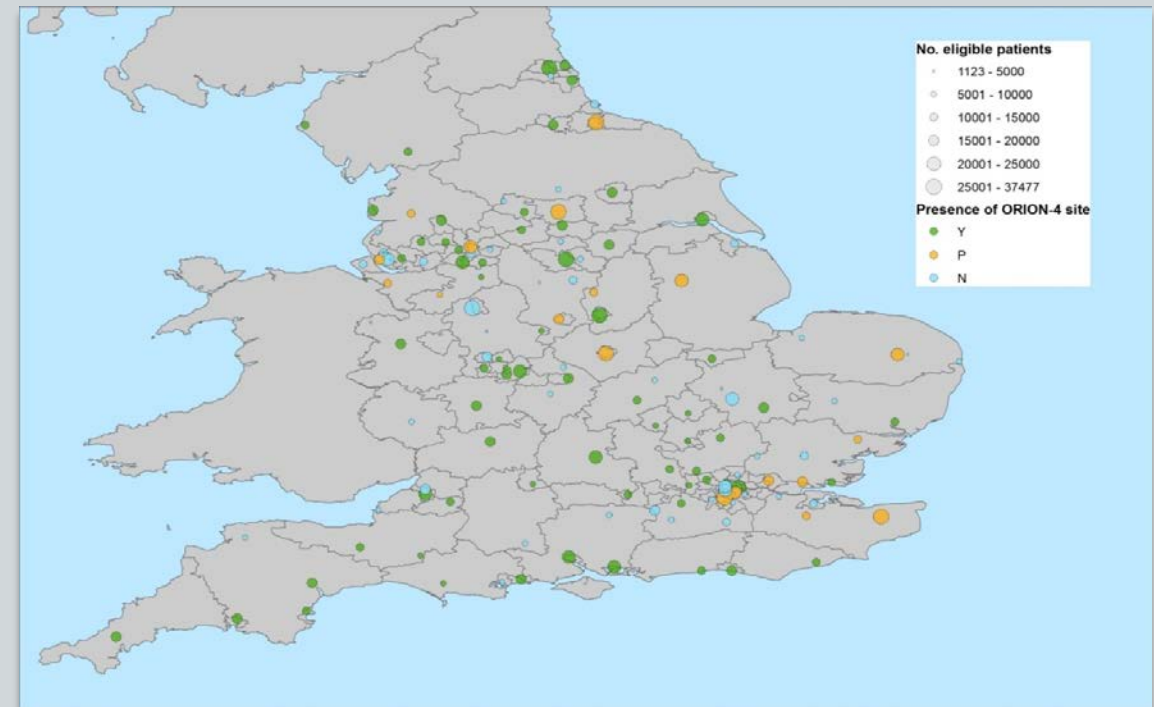 No. eligible patients
1123 - 5000
5001 - 10000
10001 - 15000
15001 - 20000
20001 - 25000
25001 - 37477
Presence of ORION-4 site
Y
P
N